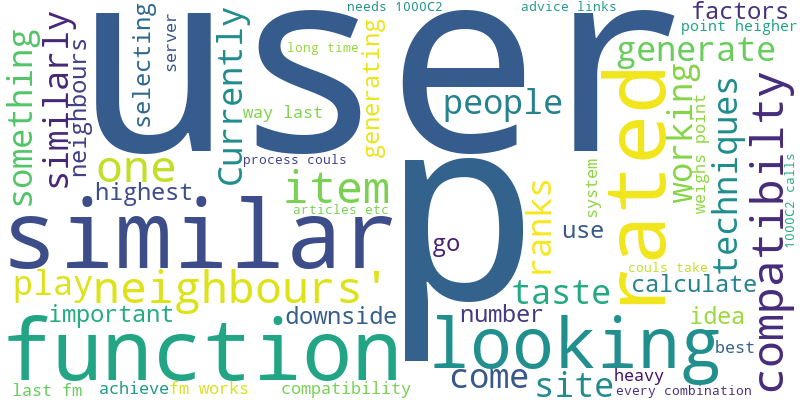 user
p
similar
function
looking
rated
compatibilty
neighbours'
needs 1000C2
advice links
factors
point heigher
generate
people
long time
way last
process couls
generating
selecting
server
Currently
similarly
neighbours
something
one
highest
item
articles etc
go
use
ranks
system
working
weighs point
techniques
1000C2 calls
couls take
calculate
taste
play
important
downside
number
idea
best
come
site
heavy
every combination
last fm
achieve
fm works
compatibility